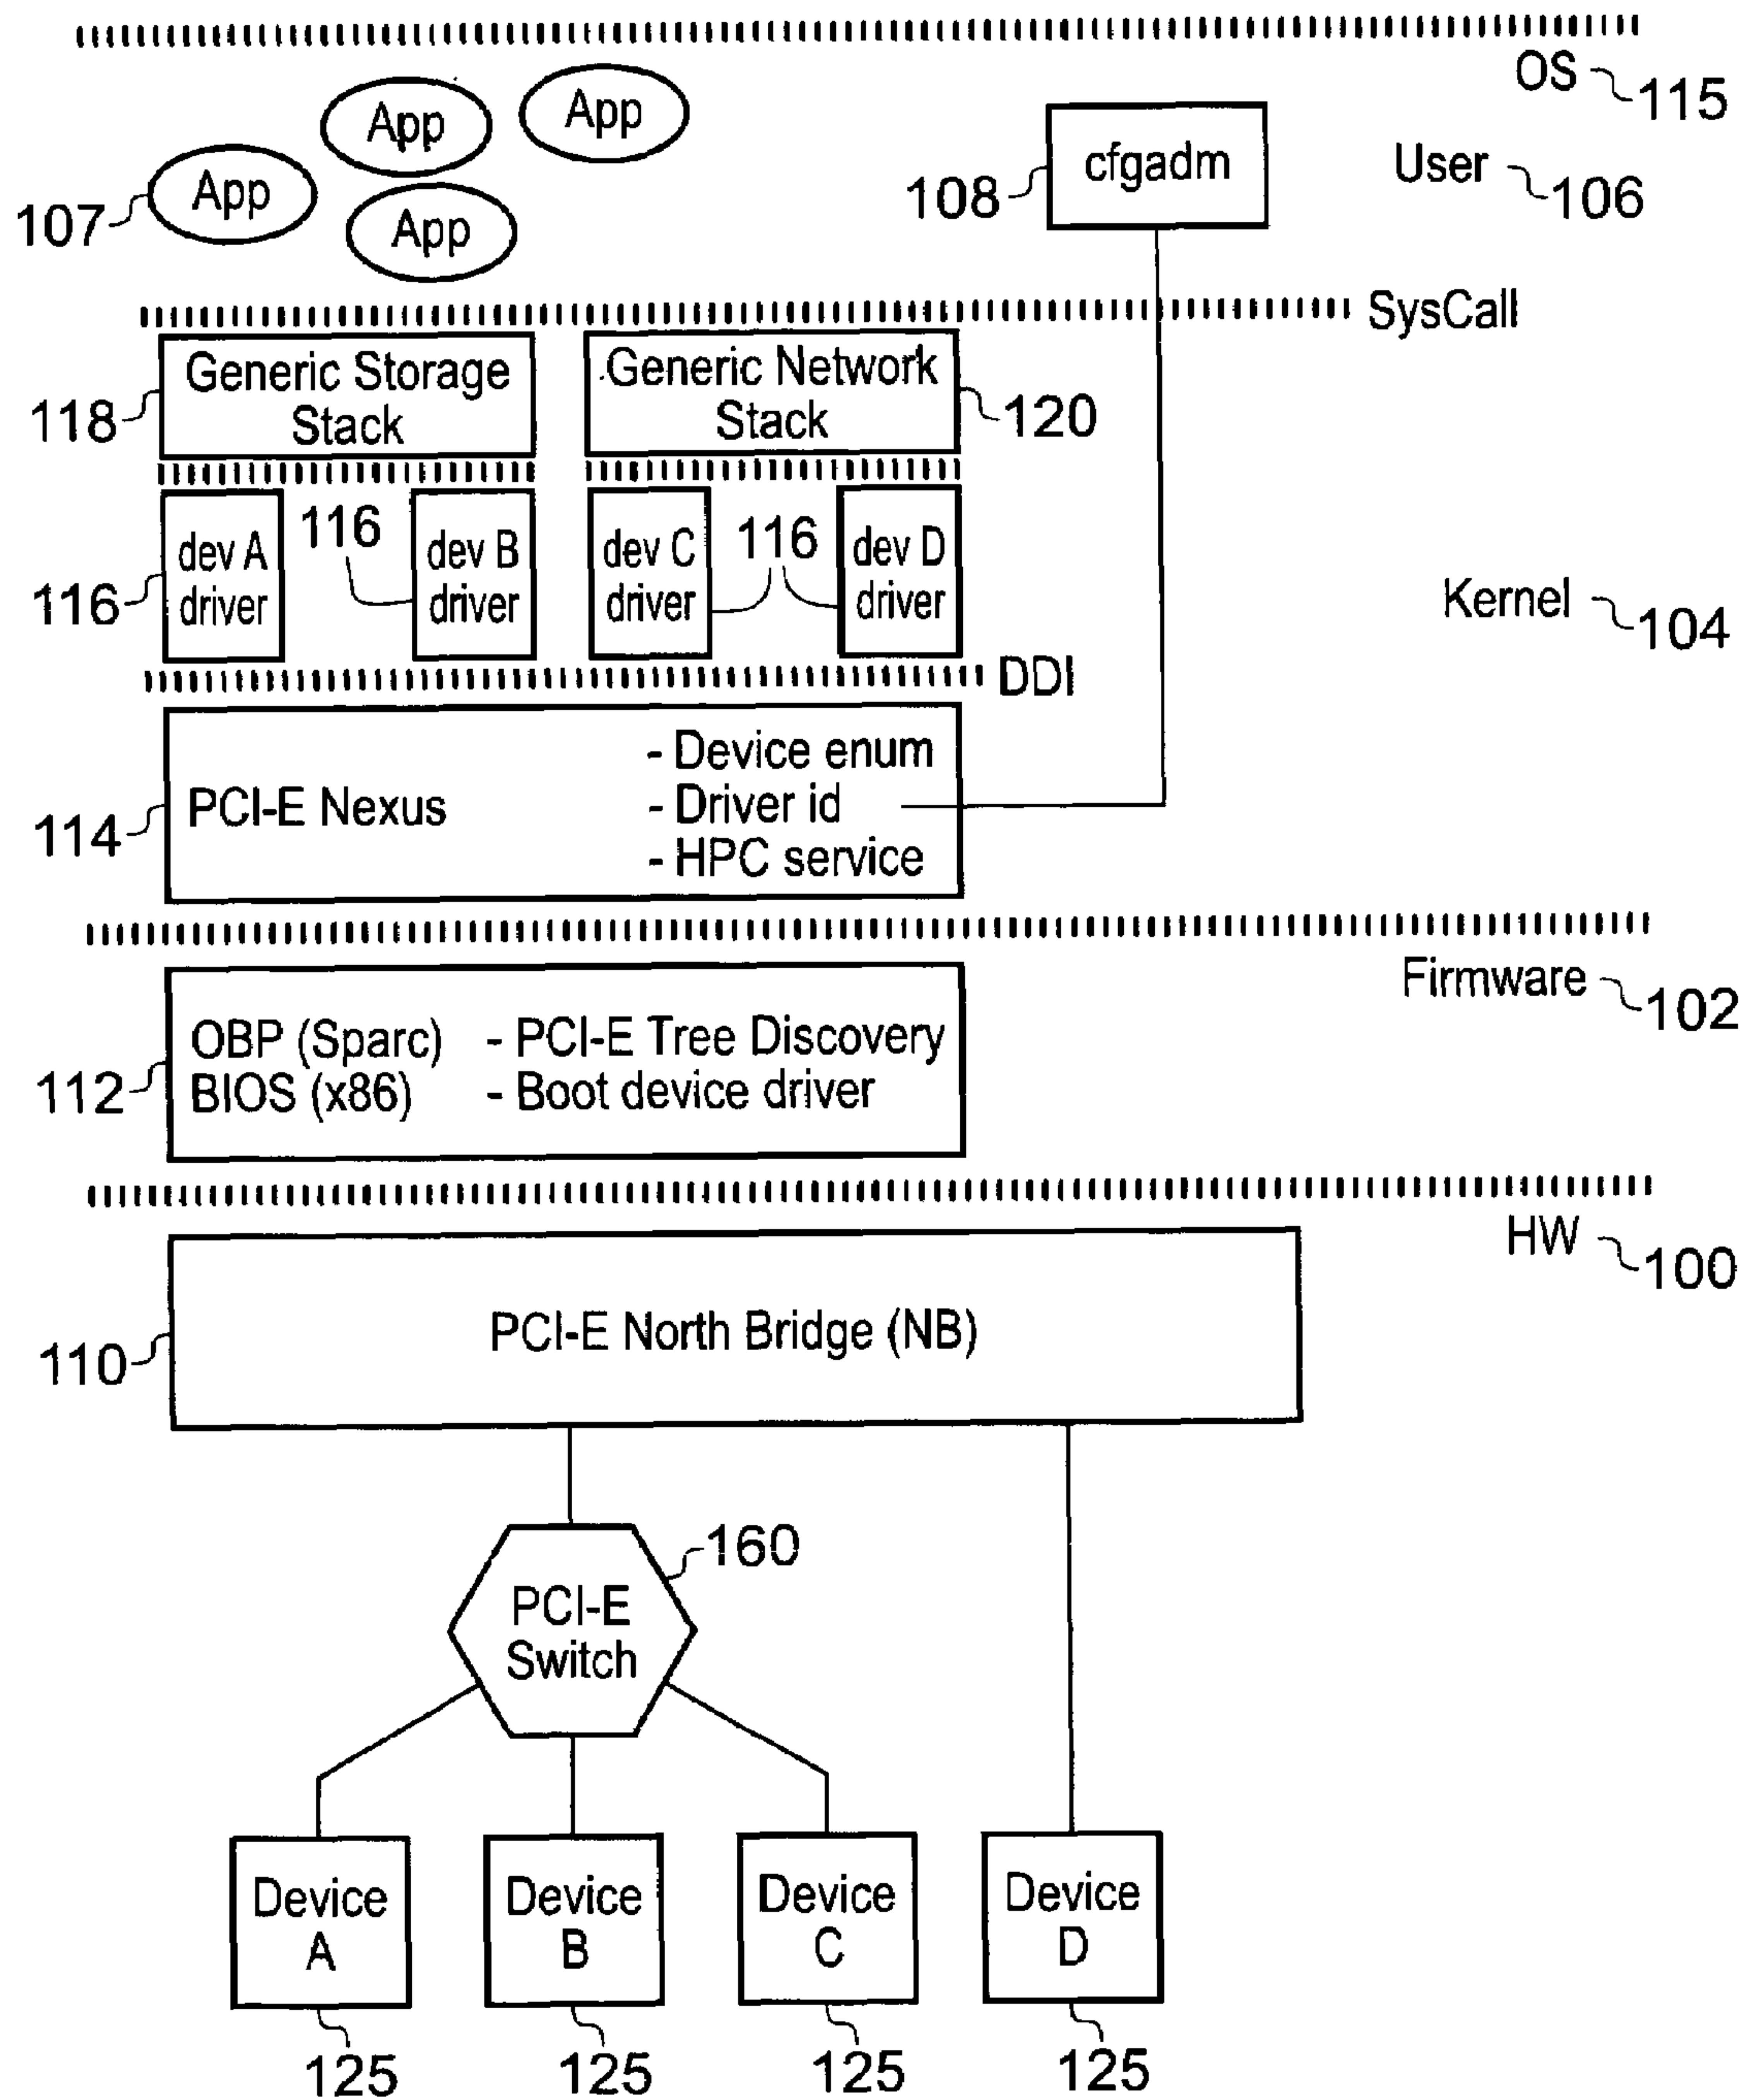 OS
115
App
App
App
App
107
cfgadm
108
User
106
SysCall
Generic Storage
Stack
118
Generic Network
Stack
120
dev A
driver
116
116
dev B
driver
dev C
driver
116
dev D
driver
Kernel
104
DDI
PCI-E Nexus
- Device enum
- Driver id
- HPC service
114
Firmware
102
OBP (Sparc)
BIOS (x86)
- PCI-E Tree Discovery
- Boot device driver
112
HW
100
PCI-E North Bridge (NB)
110
160
PCI-E
Switch
Device
A
Device
B
Device
C
Device
D
125
125
125
125